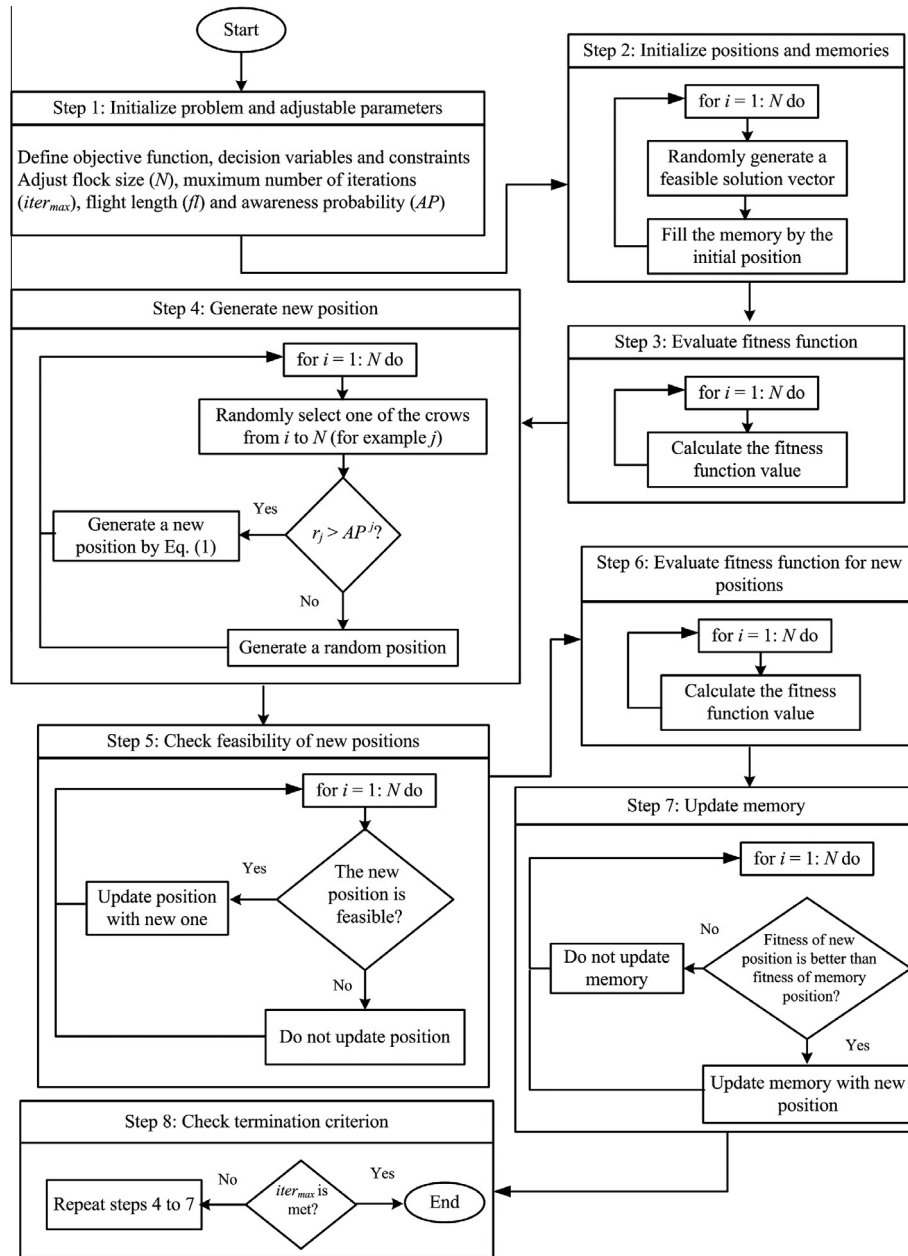 Start
Step 1: Initialize problem and adjustable parameters
Define objective function, decision variables and constraints
Adjust flock size (N), muximum number of iterations
(iter_max), flight length (fl) and awareness probability (AP)
Step 2: Initialize positions and memories
for i = 1: N do
Randomly generate a
feasible solution vector
Fill the memory by the
initial position
Step 3: Evaluate fitness function
for i = 1: N do
Calculate the fitness
function value
Step 4: Generate new position
for i = 1: N do
Randomly select one of the crows
from i to N (for example j)
r_j > AP^j?
Yes
Generate a new
position by Eq. (1)
No
Generate a random position
Step 5: Check feasibility of new positions
for i = 1: N do
The new
position is
feasible?
Yes
Update position
with new one
No
Do not update position
Step 6: Evaluate fitness function for new
positions
for i = 1: N do
Calculate the fitness
function value
Step 7: Update memory
for i = 1: N do
Fitness of new
position is better than
fitness of memory
position?
No
Do not update
memory
Yes
Update memory with new
position
Step 8: Check termination criterion
iter_max is
met?
No
Repeat steps 4 to 7
Yes
End